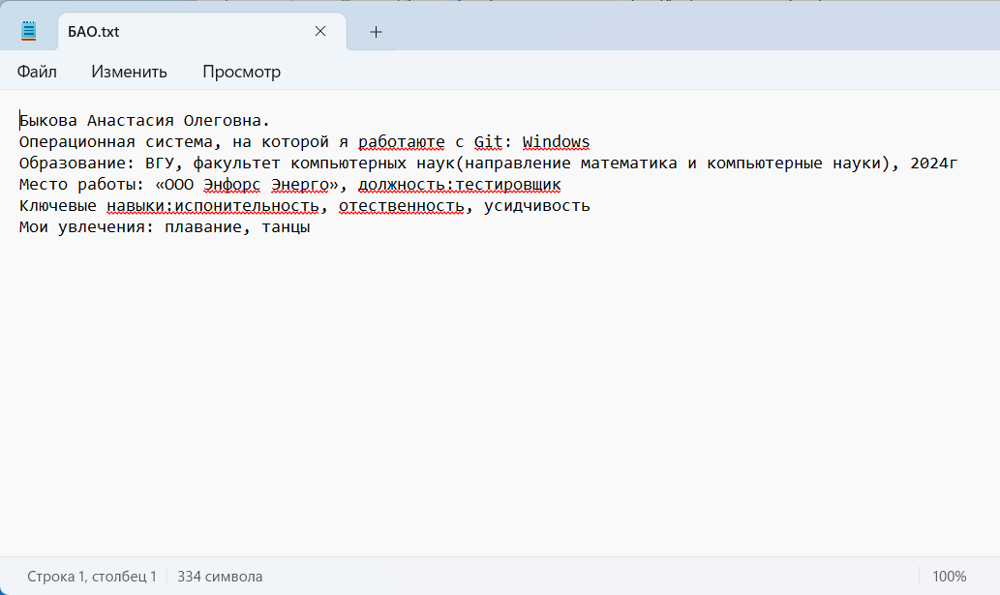 БАО.txt
Файл Изменить Просмотр
Быкова Анастасия Олеговна.
Операционная система, на которой я работаюте с Git: Windows
Образование: ВГУ, факультет компьютерных наук(направление математика и компьютерные науки), 2024г
Место работы: «ООО Энфорс Энерго», должность:тестировщик
Ключевые навыки:испонительность, отественность, усидчивость
Мои увлечения: плавание, танцы
Строка 1, столбец 1 334 символа 100%